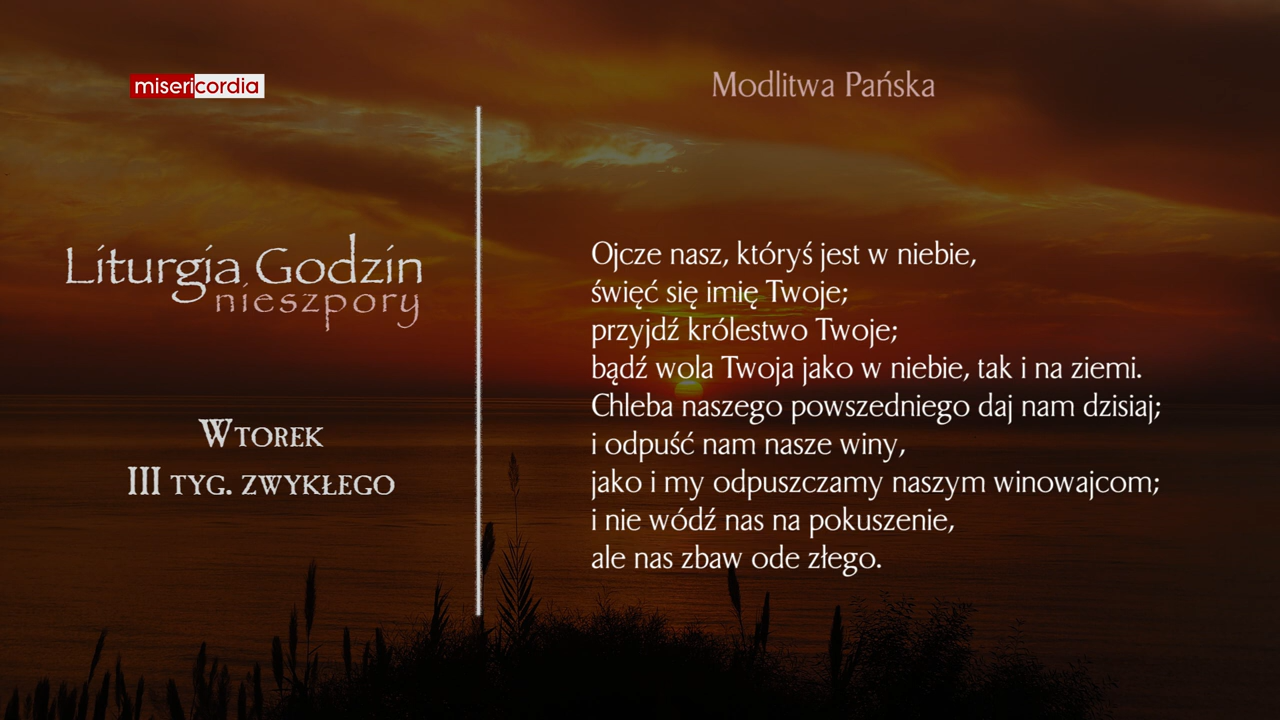 misericordia
Liturgia Godzin
nieszpory
Wtorek
III tyg. zwykłego
Modlitwa Pańska
Ojcze nasz, któryś jest w niebie,
święć się imię Twoje;
przyjdź królestwo Twoje;
bądź wola Twoja jako w niebie, tak i na ziemi.
Chleba naszego powszedniego daj nam dzisiaj;
i odpuść nam nasze winy,
jako i my odpuszczamy naszym winowajcom;
i nie wódź nas na pokuszenie,
ale nas zbaw ode złego.